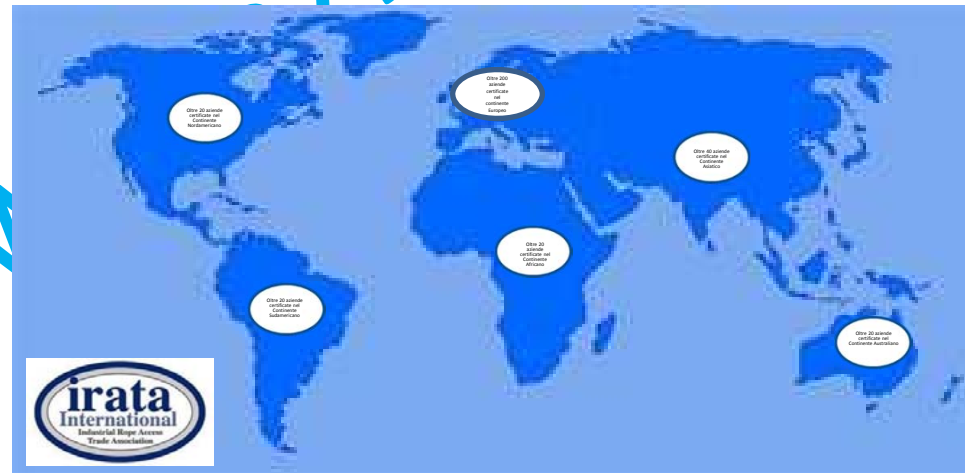 Oltre 200
aziende
certificate
nel
continente
Europeo
Oltre 20 aziende
certificate nel
Continente
Nordamericano
Oltre 40 aziende
certificate nel
Continente
Asiatico
Oltre 20
aziende
certificate nel
Continente
Africano
Oltre 20 aziende
certificate nel
Continente
Sudamericano
Oltre 20 aziende
certificate nel
Continente Australiano
irata
International
Industrial Rope Access
Trade Association